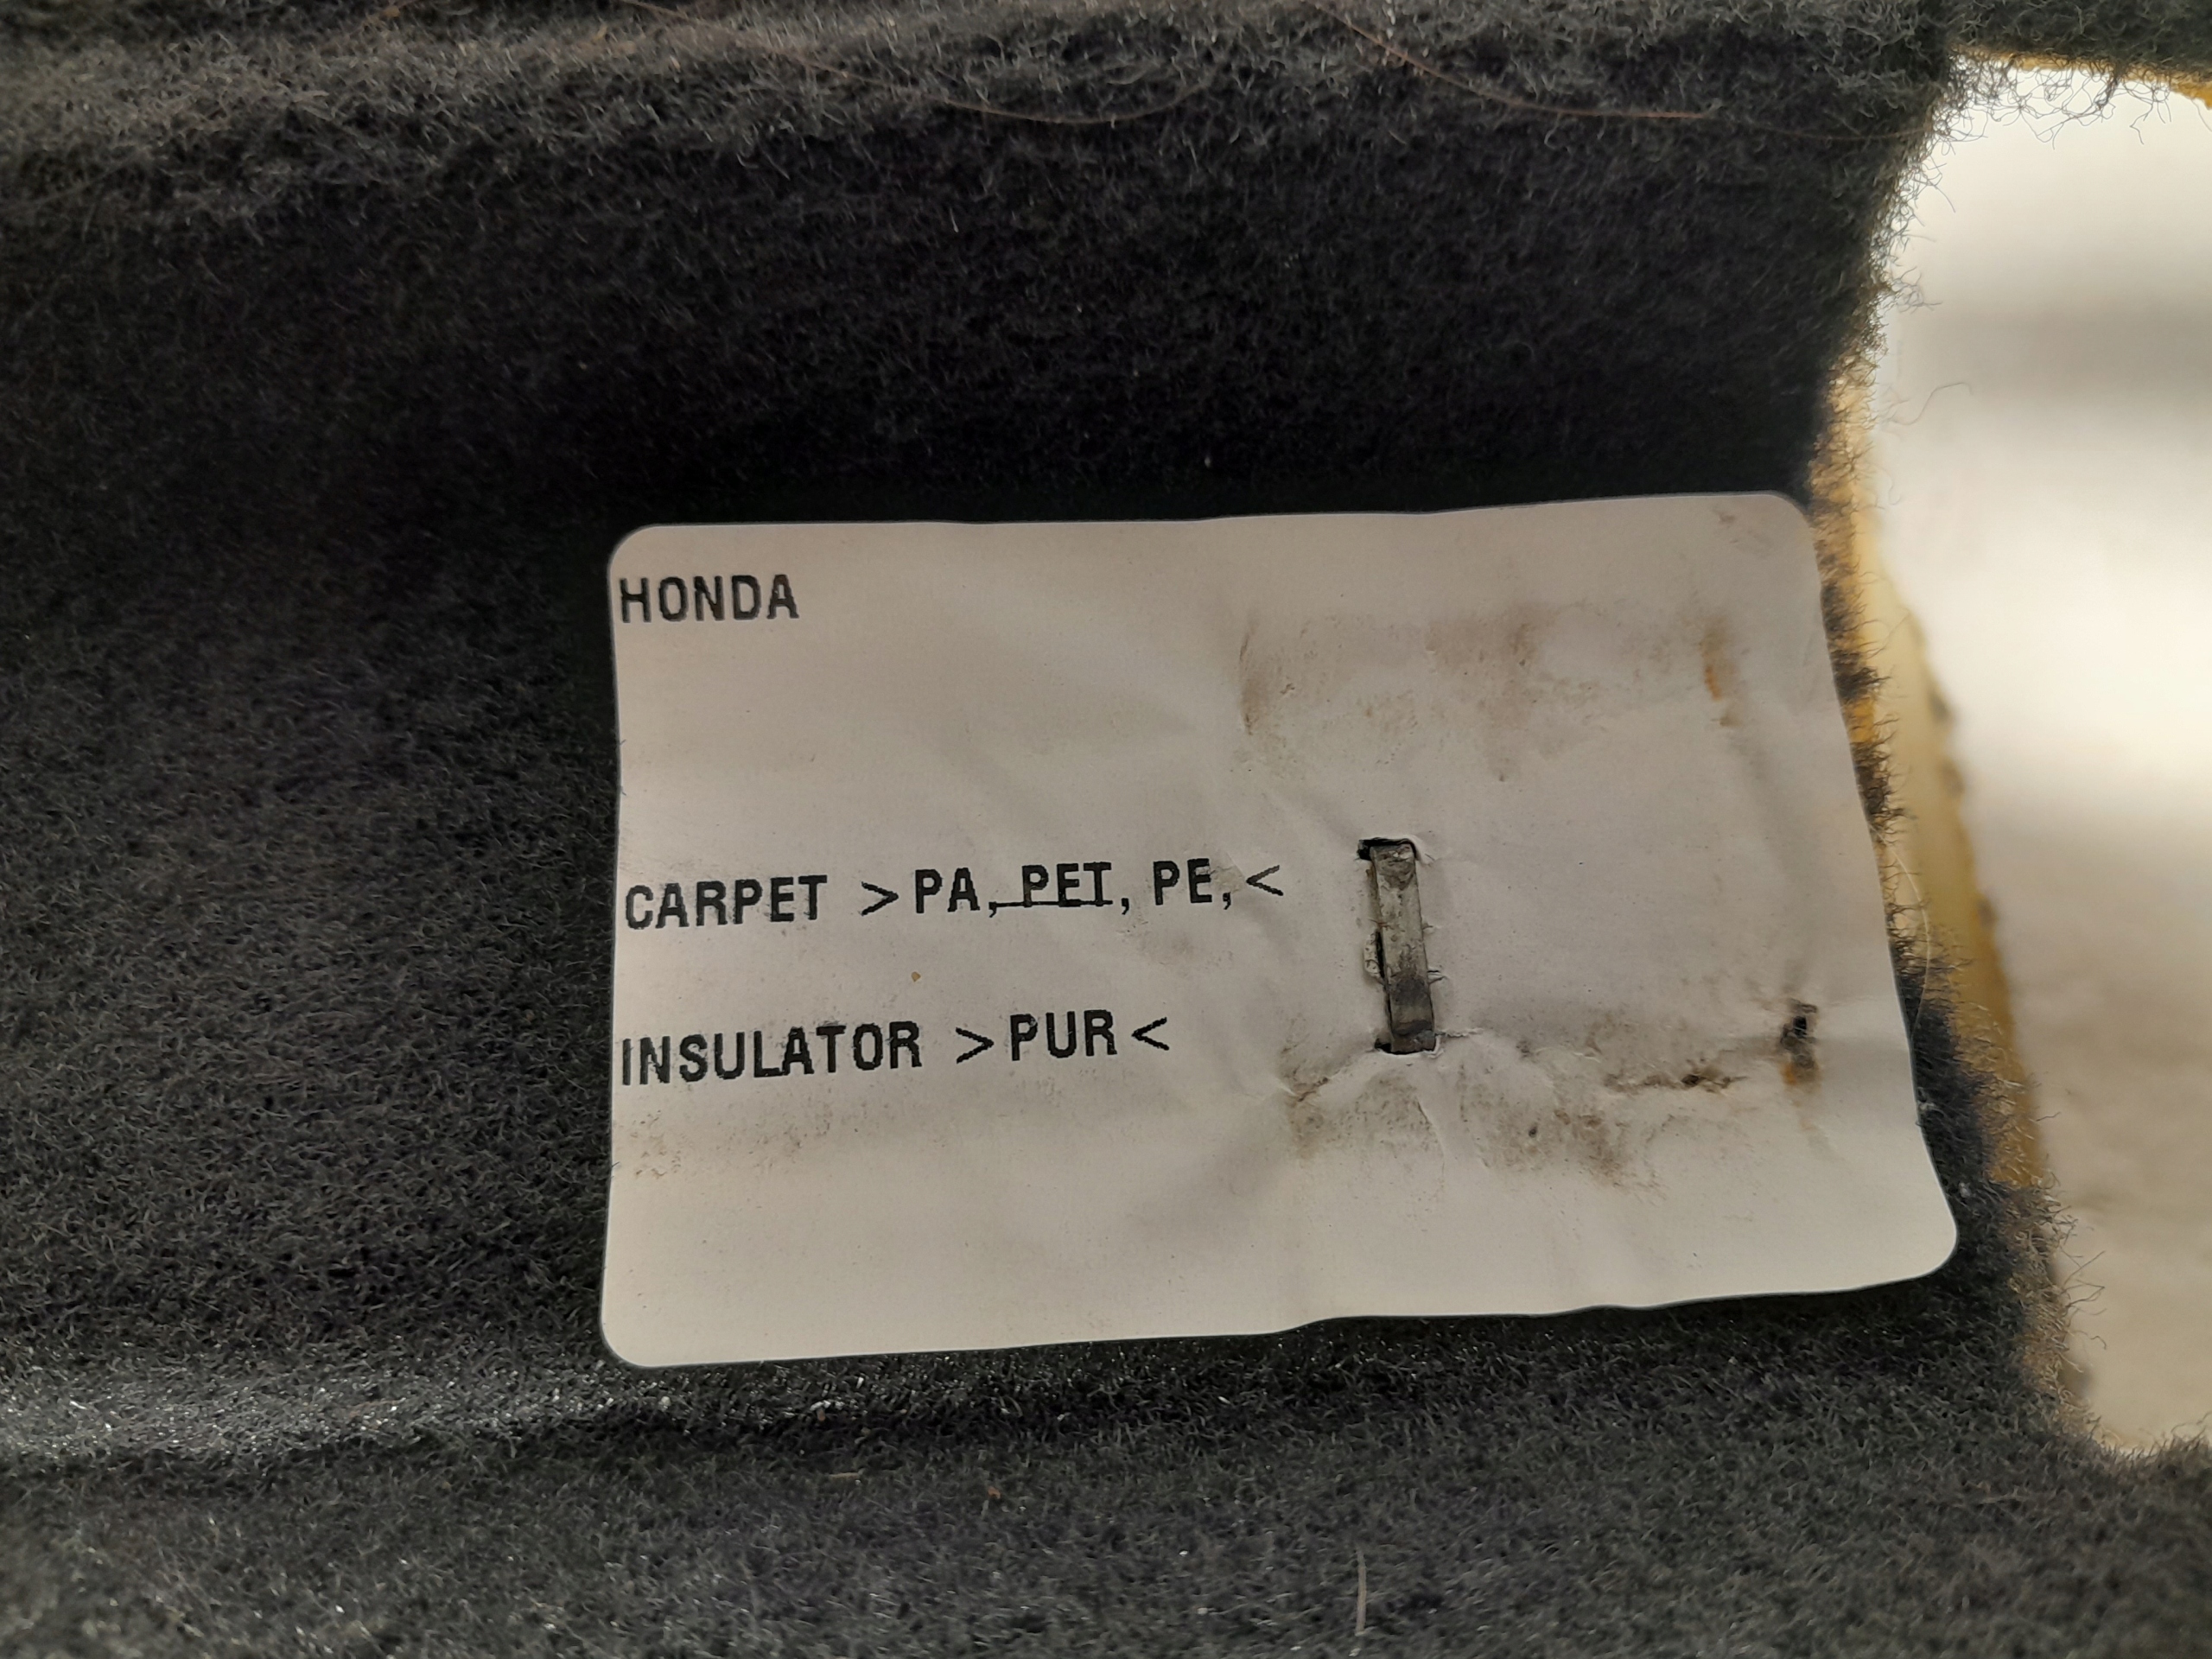 HONDA
CARPET >PA, PET, PE,<
INSULATOR >PUR<